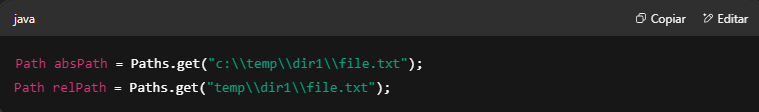 java
Copiar
Editar
Path absPath = Paths.get("c:\\temp\\dir1\\file.txt");
Path relPath = Paths.get("temp\\dir1\\file.txt");